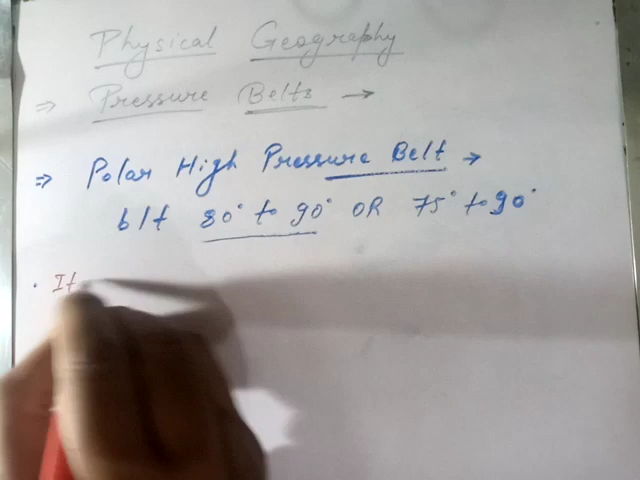 Physical Geography
⇒ Pressure Belts →
⇒ Polar High Pressure Belt →
b/t 80° to 90° OR 75° to 90°
· It